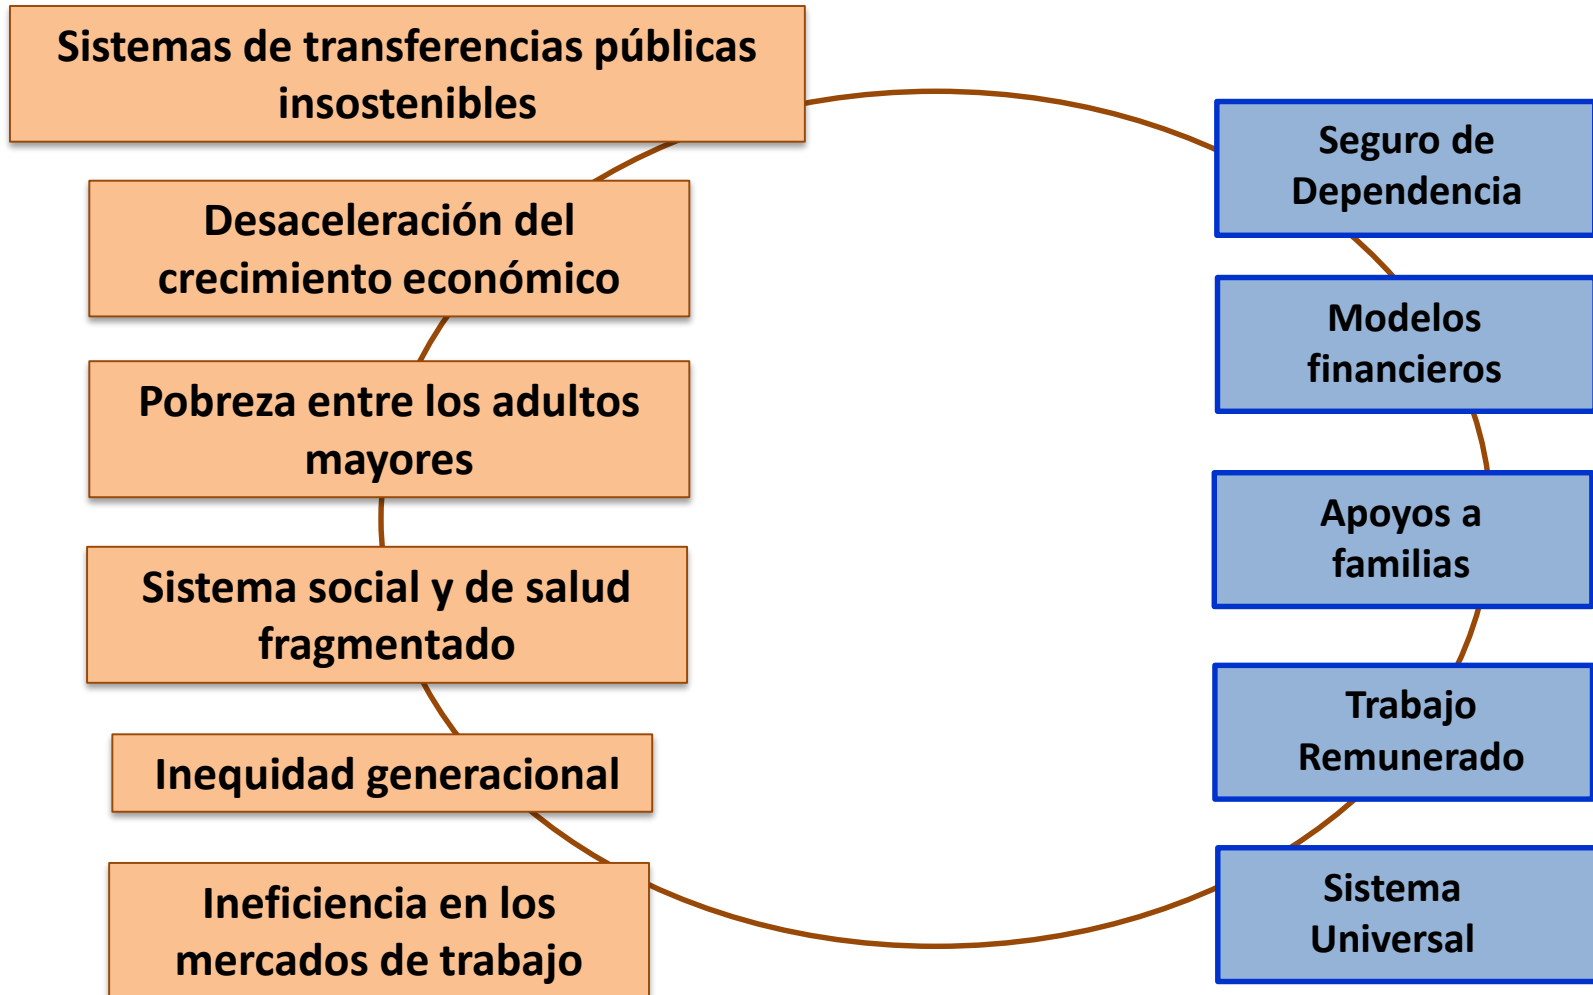 Sistemas de transferencias públicas
insostenibles
Desaceleración del
crecimiento económico
Pobreza entre los adultos
mayores
Sistema social y de salud
fragmentado
Inequidad generacional
Ineficiencia en los
mercados de trabajo
Seguro de
Dependencia
Modelos
financieros
Apoyos a
familias
Trabajo
Remunerado
Sistema
Universal